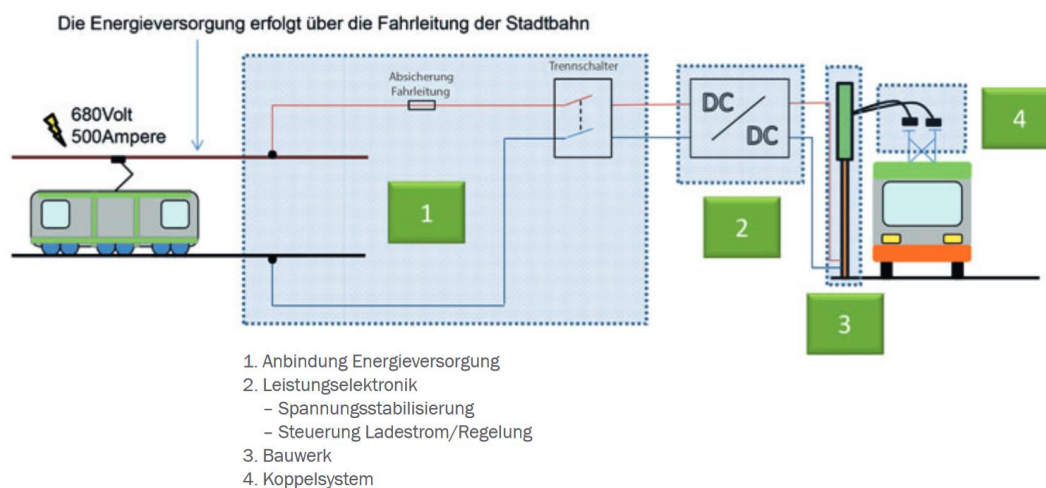 Die Energieversorgung erfolgt über die Fahrleitung der Stadtbahn
680Volt
500Ampere
Absicherung
Fahrleitung
Trennschalter
DC
DC
1
2
3
4
1. Anbindung Energieversorgung
2. Leistungselektronik
– Spannungsstabilisierung
– Steuerung Ladestrom/Regelung
3. Bauwerk
4. Koppelsystem